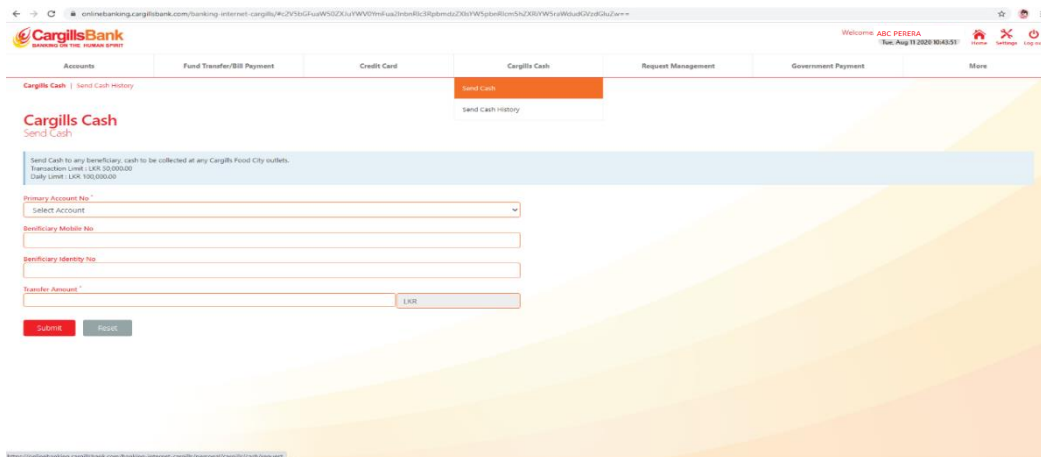 onlinebanking.cargillsbank.com/banking-internet-cargills/
CargillsBank
BANKING ON THE HUMAN SPIRIT
Welcome ABC PERERA
Tue, Aug 11 2020 10:43:51
Home Settings Log out
Accounts Fund Transfer/Bill Payment Credit Card Cargills Cash Request Management Government Payment More
Cargills Cash | Send Cash History
Send Cash
Send Cash History
Cargills Cash
Send Cash
Send Cash to any beneficiary, cash to be collected at any Cargills Food City outlets.
Transaction Limit : LKR 50,000.00
Daily Limit : LKR 100,000.00
Primary Account No *
Select Account
Benificiary Mobile No
Benificiary Identity No
Transfer Amount *
LKR
Submit Reset